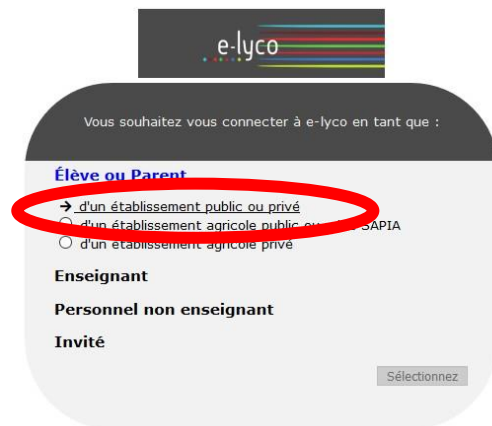 e-lyco
Vous souhaitez vous connecter à e-lyco en tant que :
Élève ou Parent
d'un établissement public ou privé
d'un établissement agricole public ou SAPIA
d'un établissement agricole privé
Enseignant
Personnel non enseignant
Invité
Sélectionnez